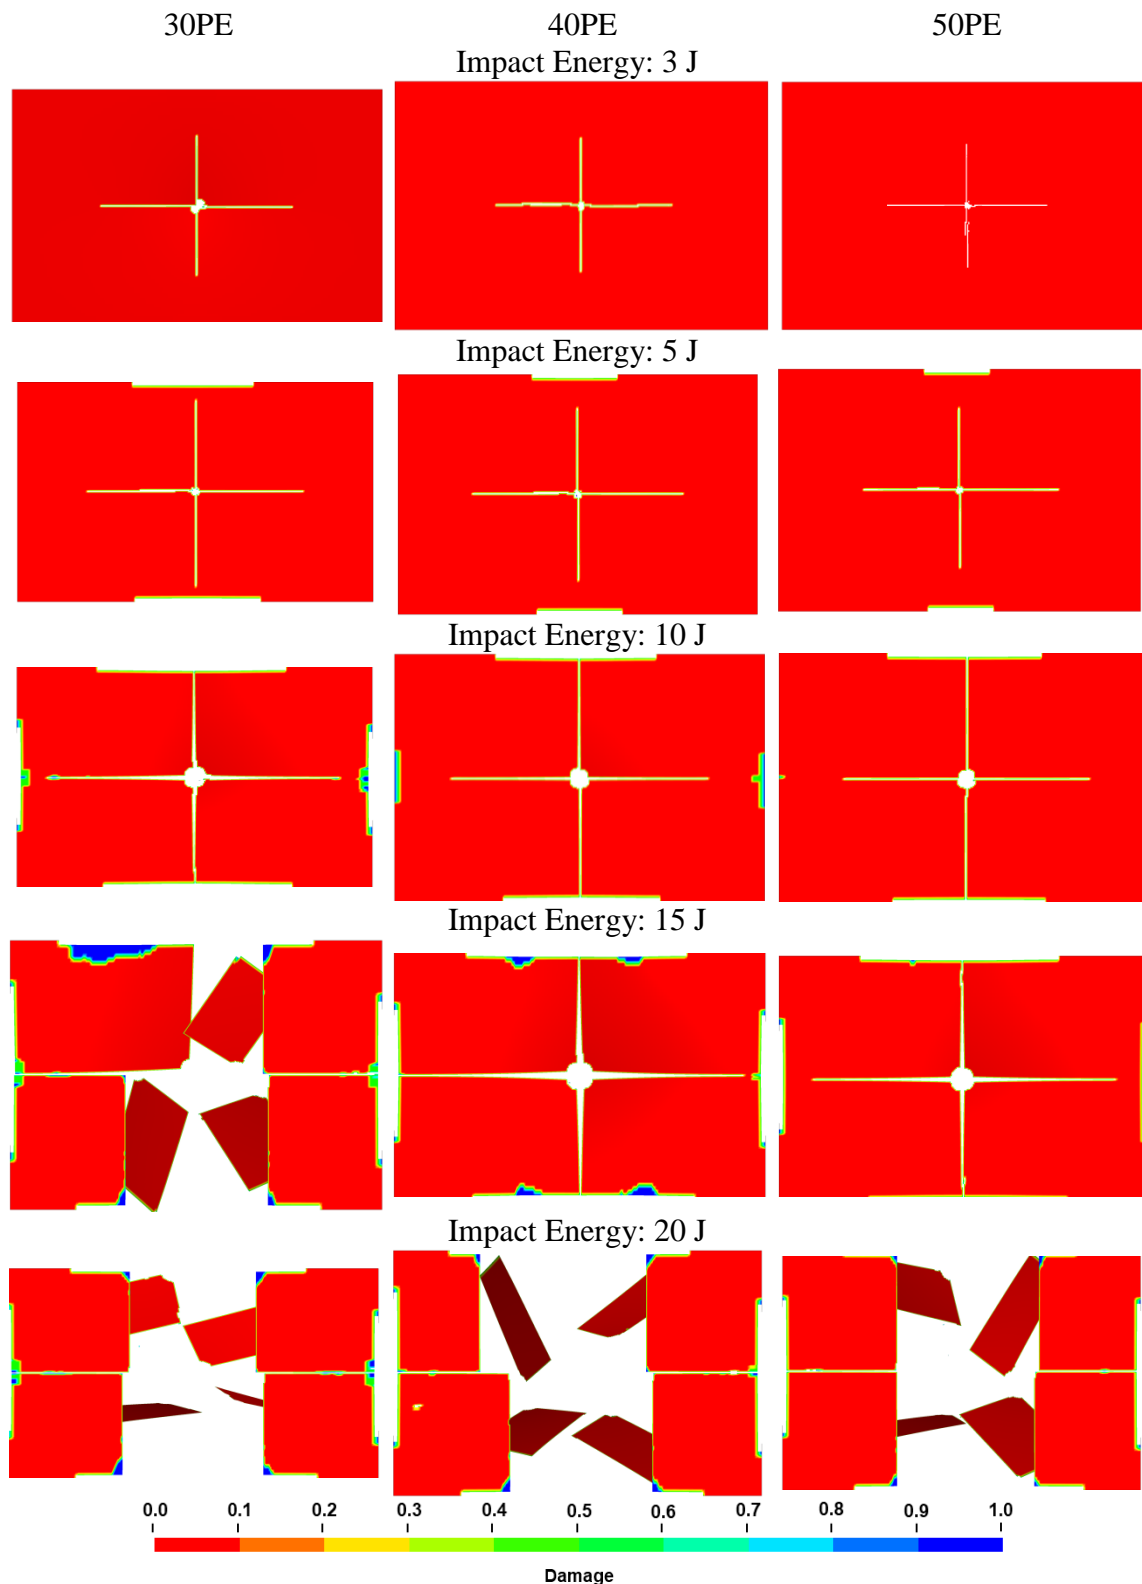 30PE 40PE 50PE
Impact Energy: 3 J
Impact Energy: 5 J
Impact Energy: 10 J
Impact Energy: 15 J
Impact Energy: 20 J
0.0 0.1 0.2 0.3 0.4 0.5 0.6 0.7 0.8 0.9 1.0
Damage